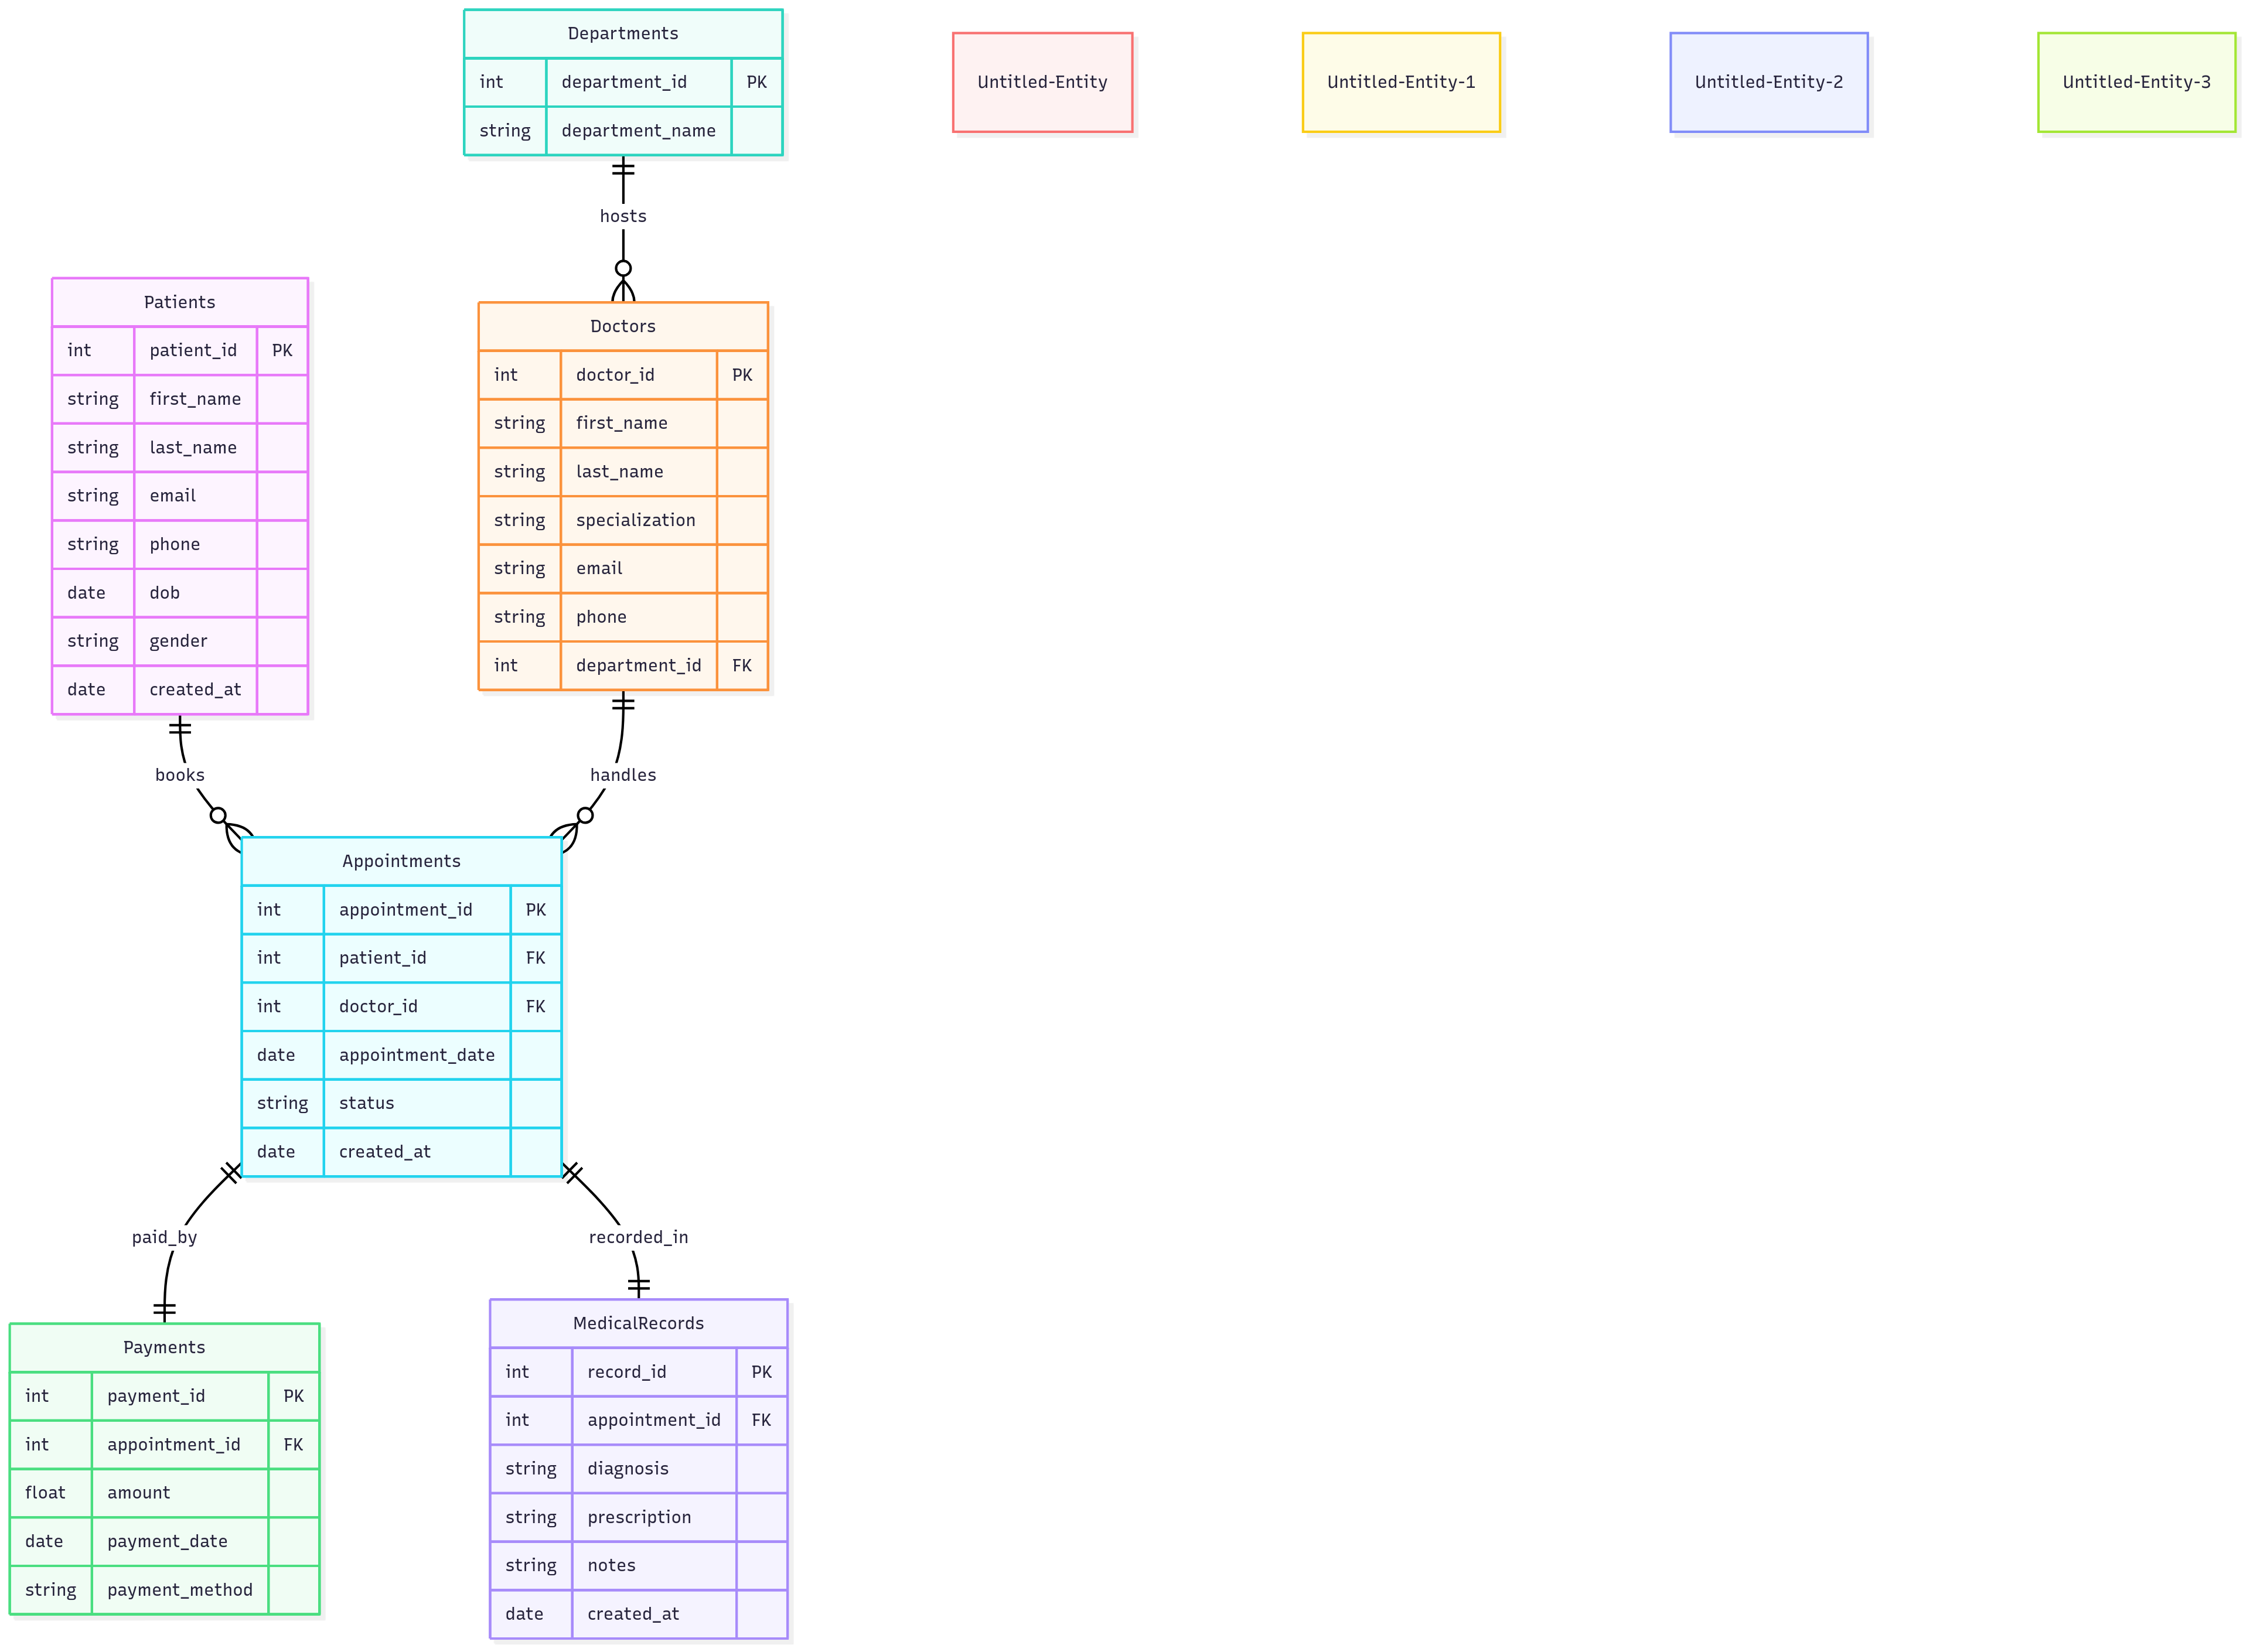 Departments
int department_id PK
string department_name
Untitled-Entity
Untitled-Entity-1
Untitled-Entity-2
Untitled-Entity-3
hosts
Patients
int patient_id PK
string first_name
string last_name
string email
string phone
date dob
string gender
date created_at
Doctors
int doctor_id PK
string first_name
string last_name
string specialization
string email
string phone
int department_id FK
books
handles
Appointments
int appointment_id PK
int patient_id FK
int doctor_id FK
date appointment_date
string status
date created_at
paid_by
recorded_in
Payments
int payment_id PK
int appointment_id FK
float amount
date payment_date
string payment_method
MedicalRecords
int record_id PK
int appointment_id FK
string diagnosis
string prescription
string notes
date created_at